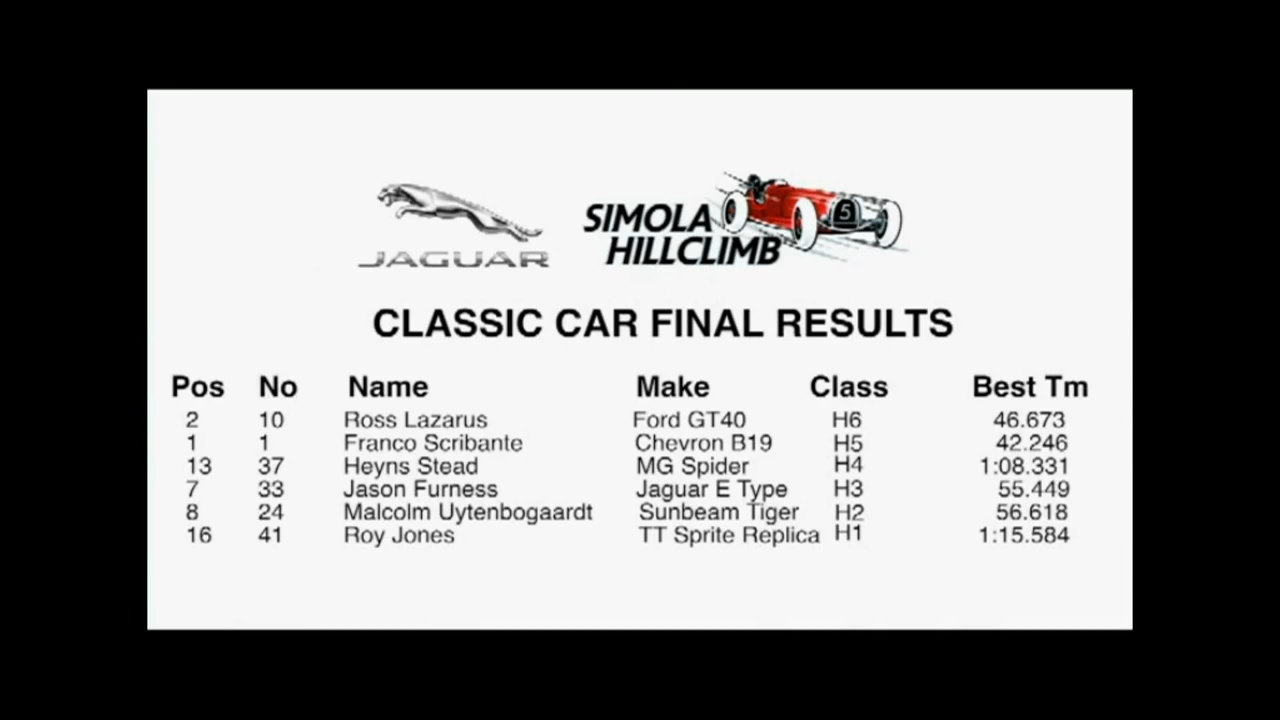 JAGUAR
SIMOLA
HILLCLIMB
5
CLASSIC CAR FINAL RESULTS
Pos No Name Make Class Best Tm
2 10 Ross Lazarus Ford GT40 H6 46.673
1 1 Franco Scribante Chevron B19 H5 42.246
13 37 Heyns Stead MG Spider H4 1:08.331
7 33 Jason Furness Jaguar E Type H3 55.449
8 24 Malcolm Uytenbogaardt Sunbeam Tiger H2 56.618
16 41 Roy Jones TT Sprite Replica H1 1:15.584